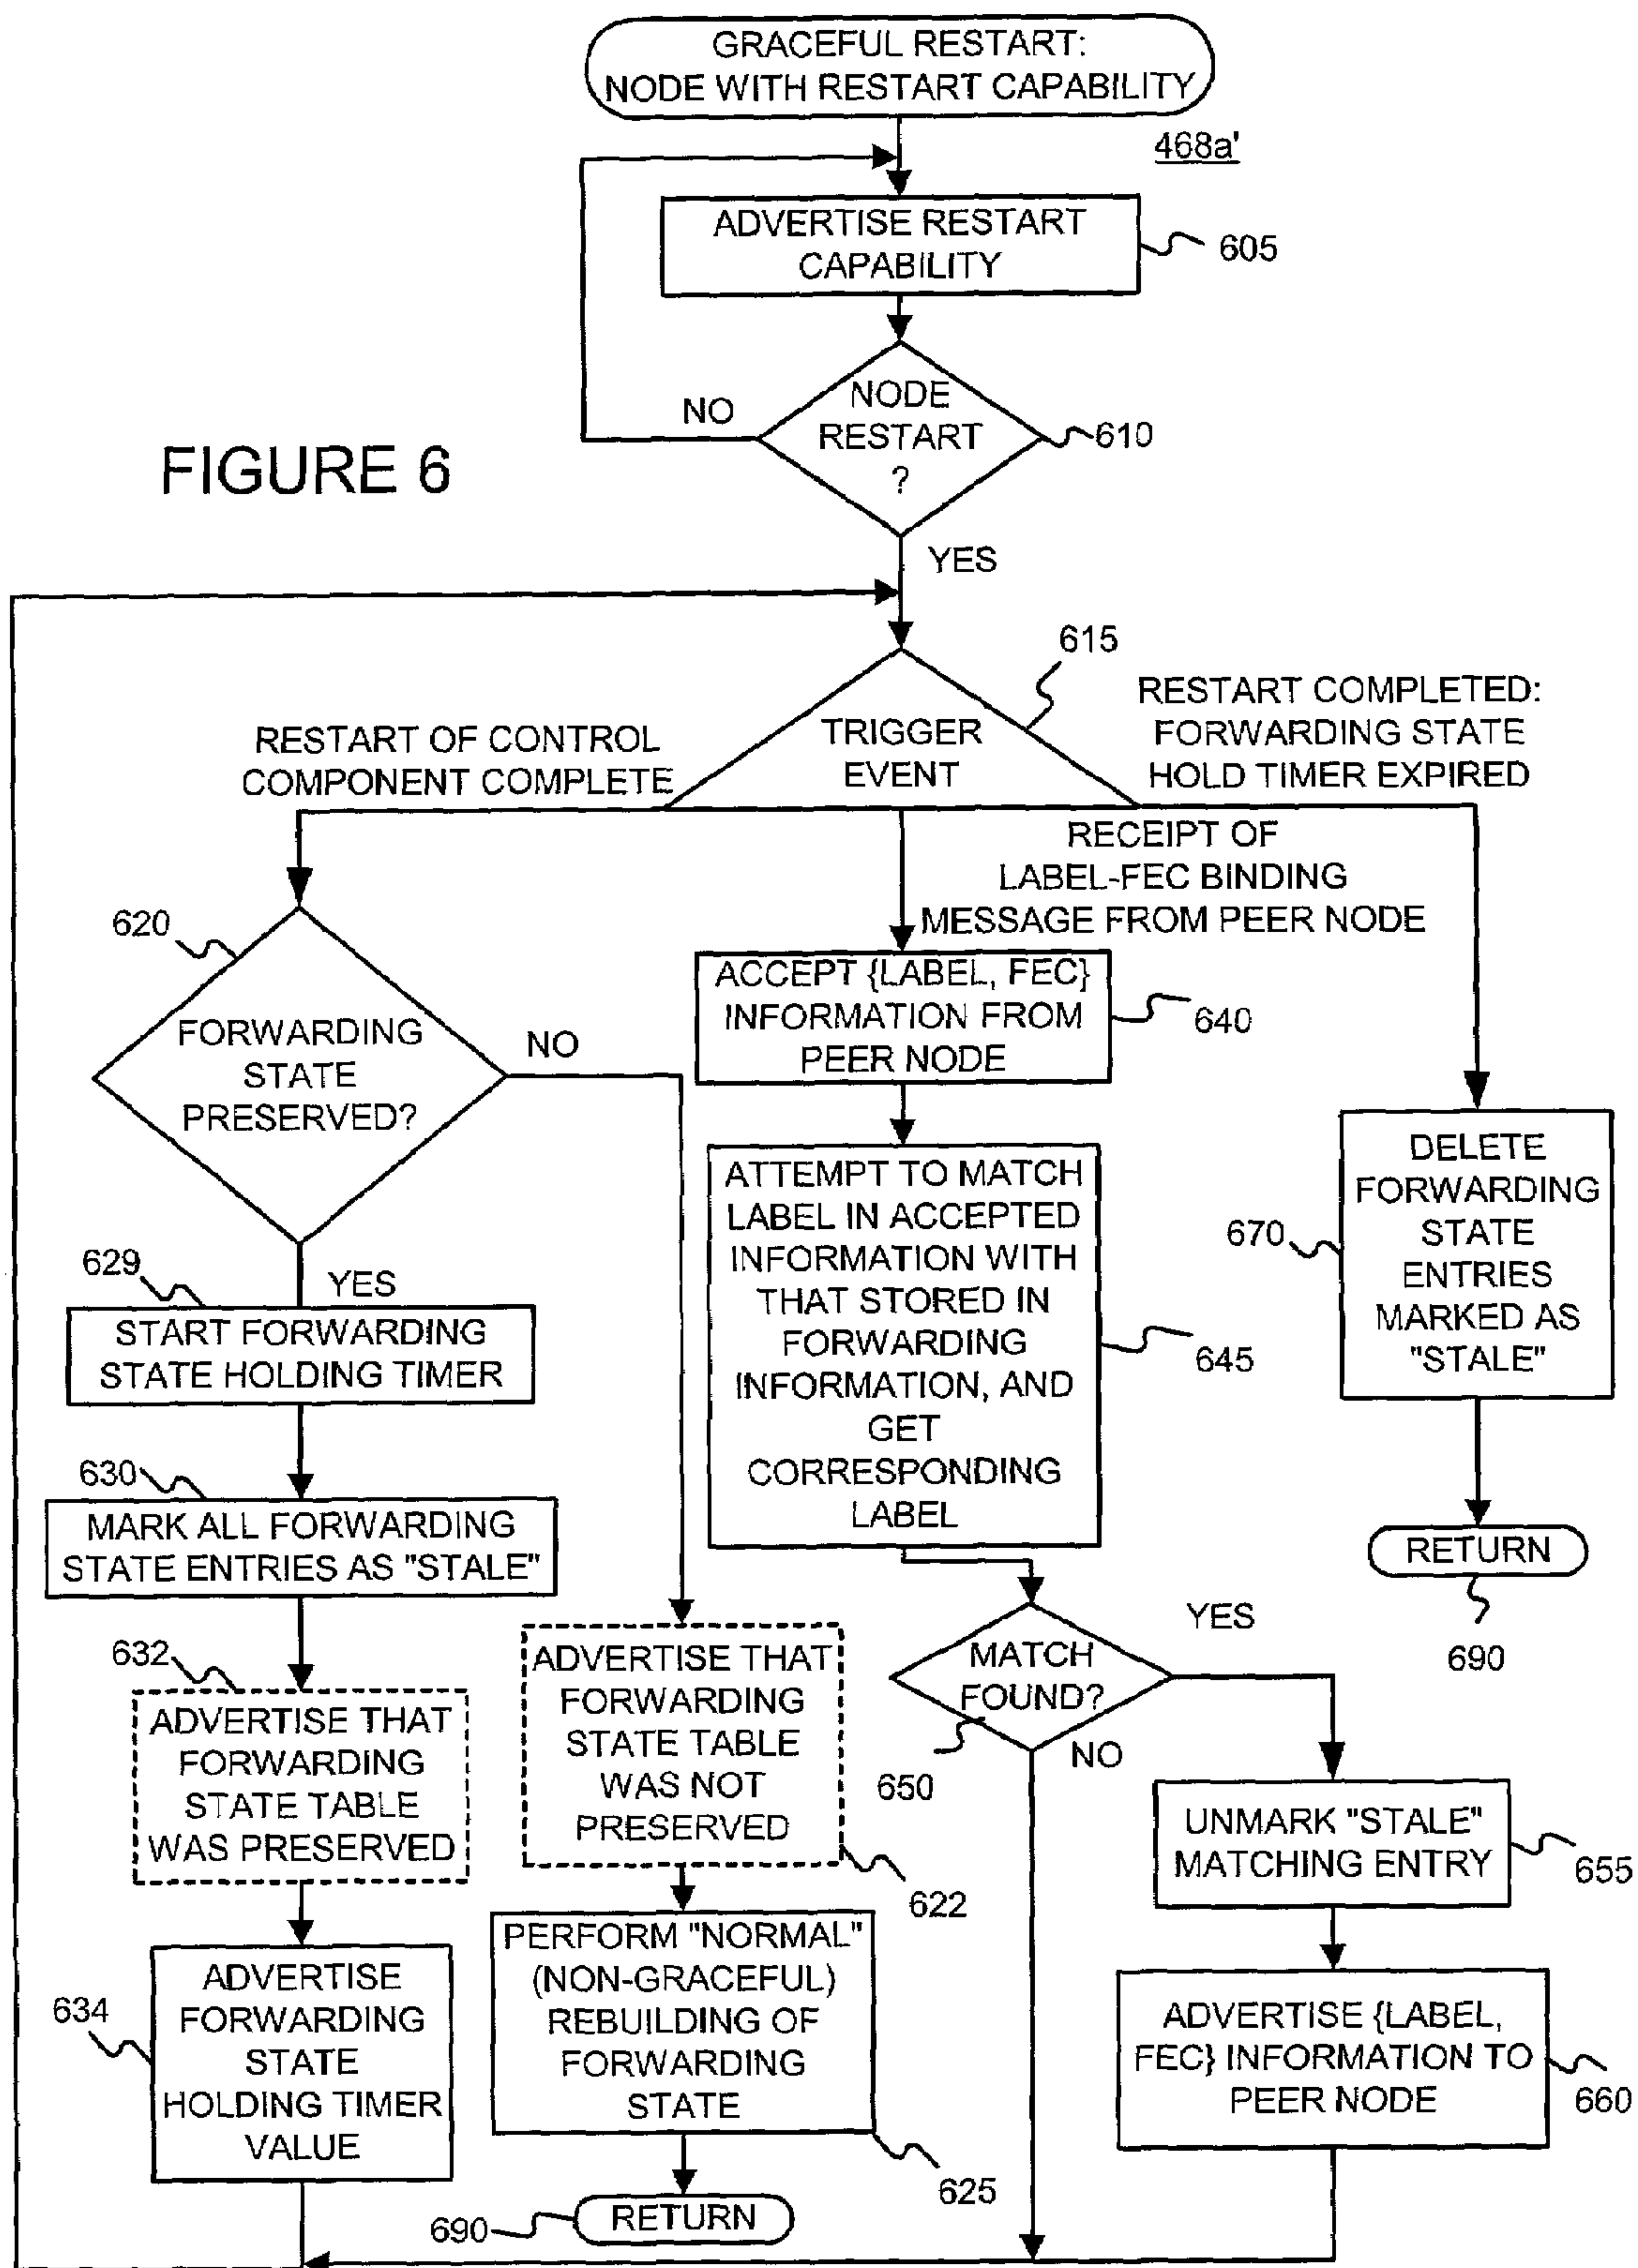 GRACEFUL RESTART:
NODE WITH RESTART CAPABILITY
468a'
ADVERTISE RESTART
CAPABILITY
605
NODE
RESTART
?
610
NO
YES
FIGURE 6
615
TRIGGER
EVENT
RESTART OF CONTROL
COMPONENT COMPLETE
RESTART COMPLETED:
FORWARDING STATE
HOLD TIMER EXPIRED
RECEIPT OF
LABEL-FEC BINDING
MESSAGE FROM PEER NODE
620
FORWARDING
STATE
PRESERVED?
NO
YES
629
START FORWARDING
STATE HOLDING TIMER
630
MARK ALL FORWARDING
STATE ENTRIES AS "STALE"
632
ADVERTISE THAT
FORWARDING
STATE TABLE
WAS PRESERVED
634
ADVERTISE
FORWARDING
STATE
HOLDING TIMER
VALUE
ADVERTISE THAT
FORWARDING
STATE TABLE
WAS NOT
PRESERVED
622
PERFORM "NORMAL"
(NON-GRACEFUL)
REBUILDING OF
FORWARDING
STATE
625
690
RETURN
ACCEPT {LABEL, FEC}
INFORMATION FROM
PEER NODE
640
ATTEMPT TO MATCH
LABEL IN ACCEPTED
INFORMATION WITH
THAT STORED IN
FORWARDING
INFORMATION, AND
GET
CORRESPONDING
LABEL
645
MATCH
FOUND?
650
YES
NO
UNMARK "STALE"
MATCHING ENTRY
655
ADVERTISE {LABEL,
FEC} INFORMATION TO
PEER NODE
660
670
DELETE
FORWARDING
STATE
ENTRIES
MARKED AS
"STALE"
RETURN
690